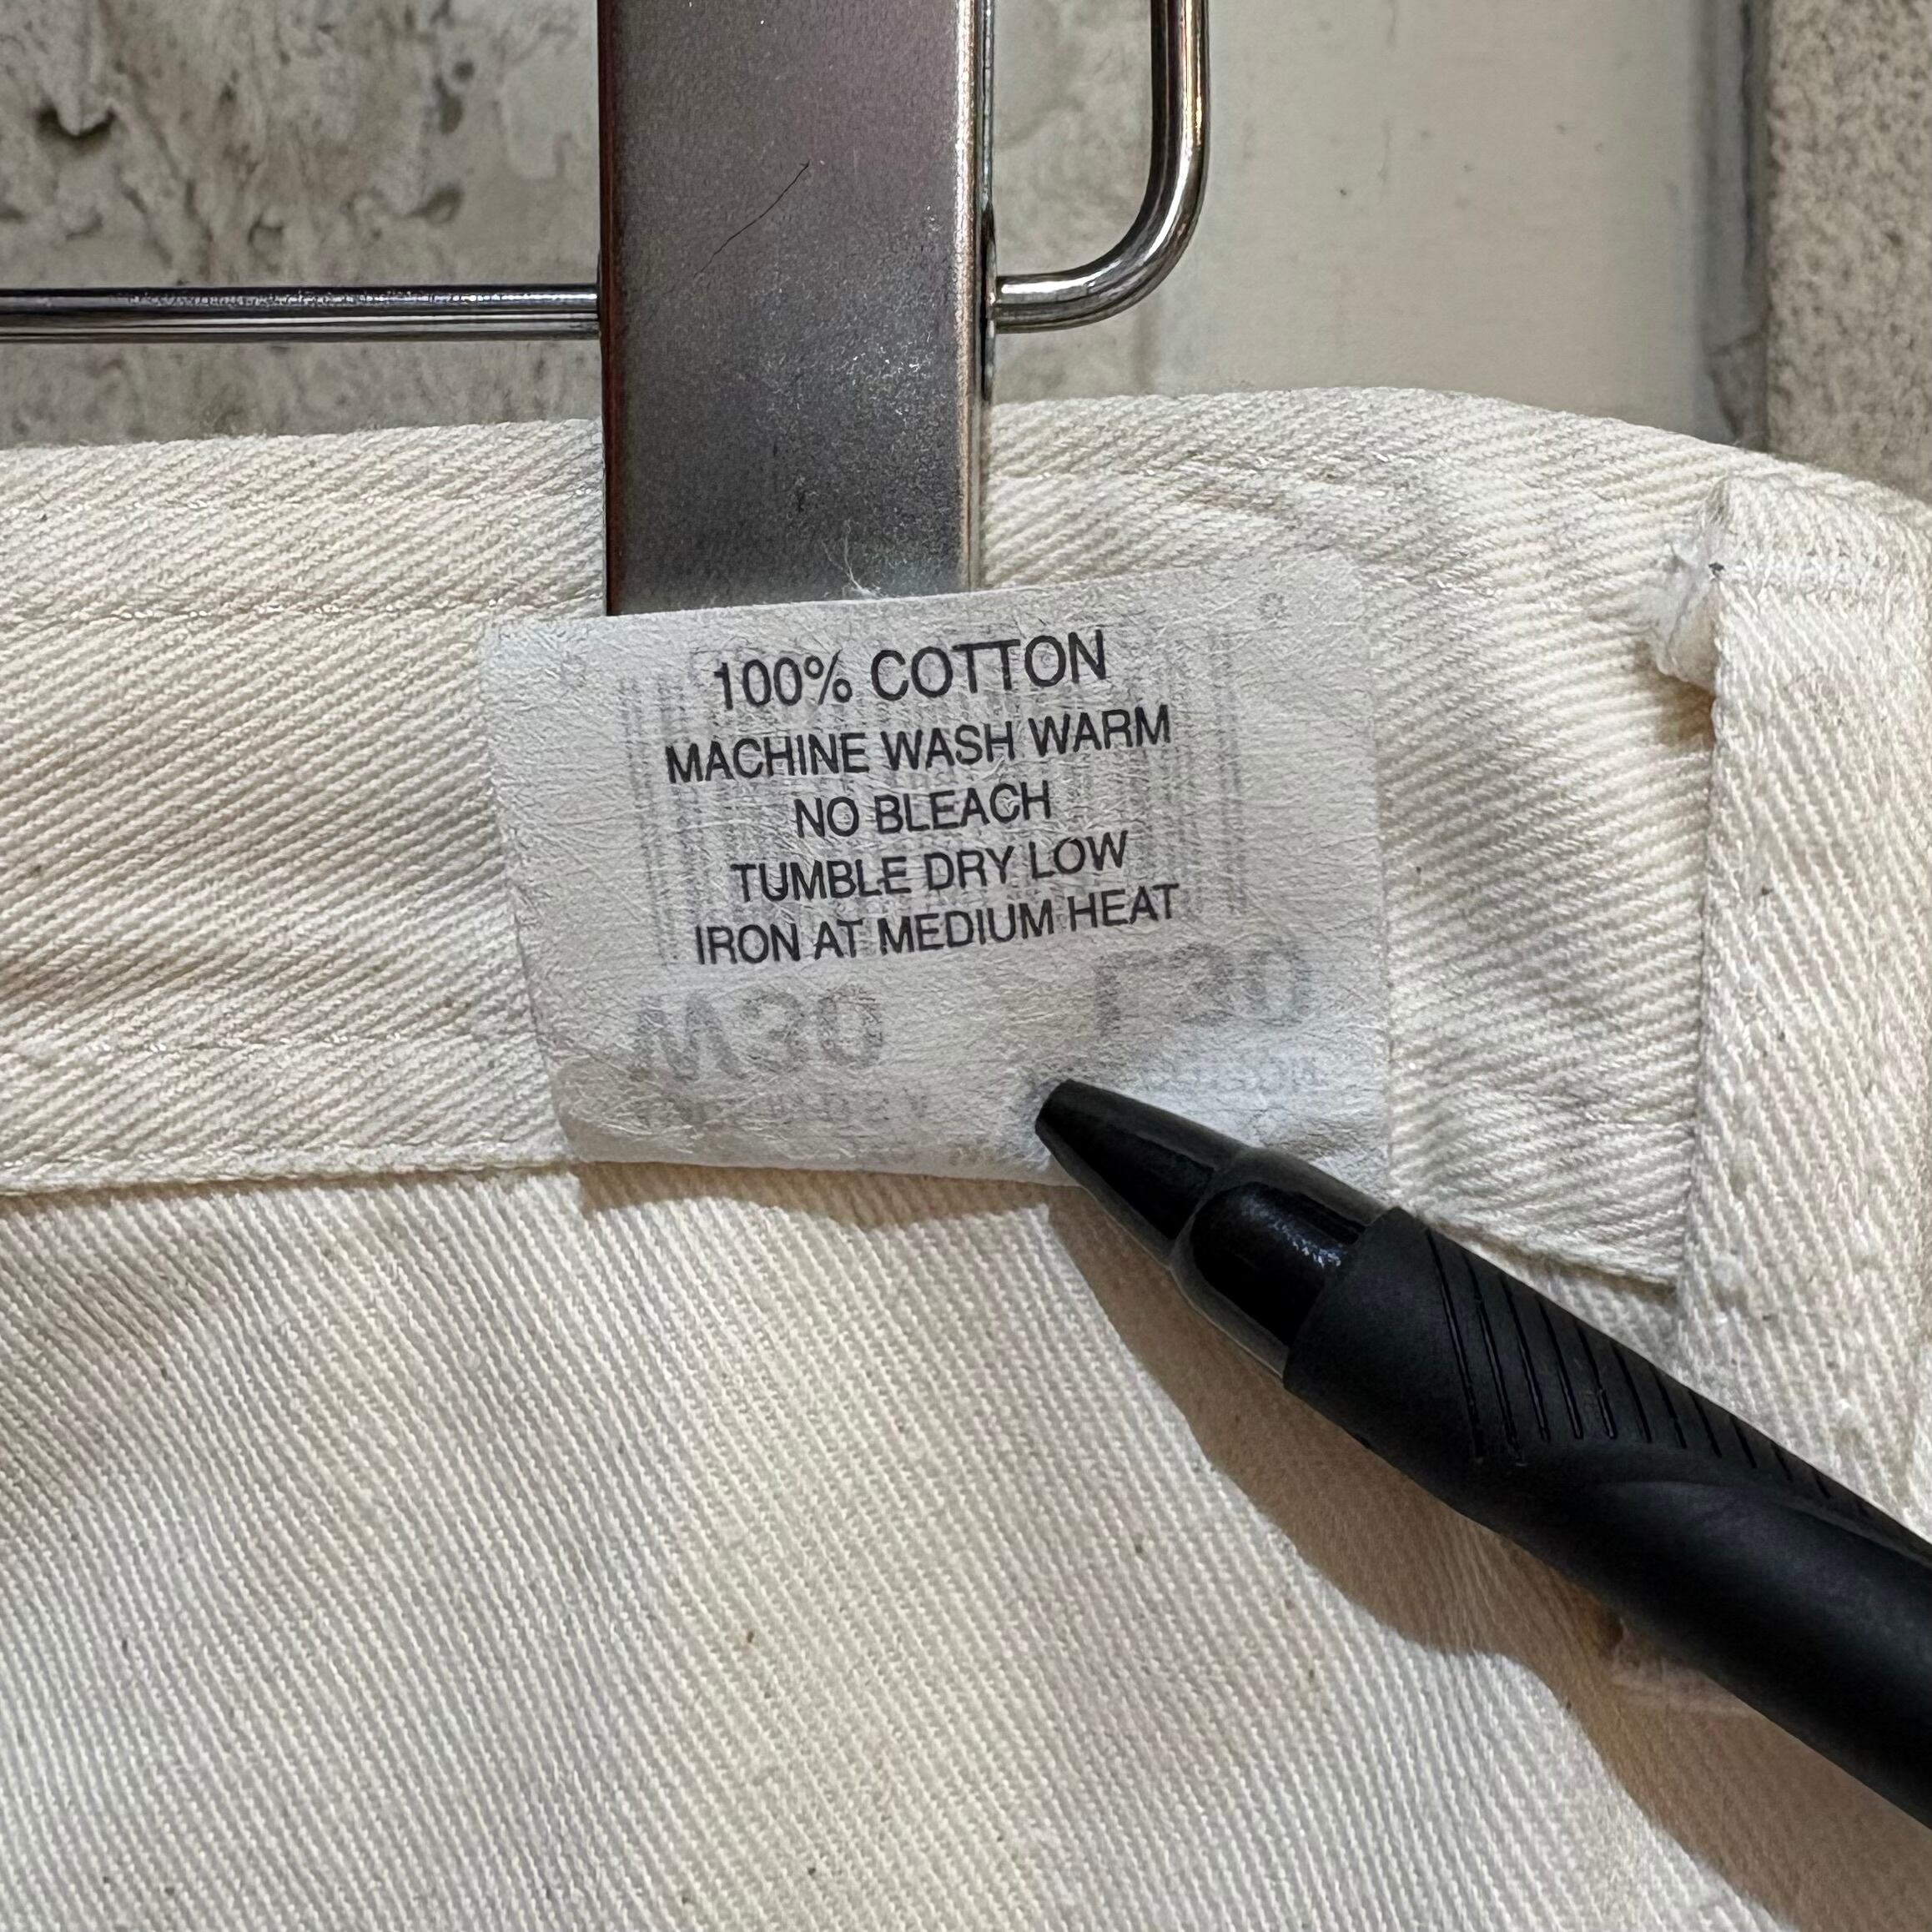 100% COTTON
MACHINE WASH WARM
NO BLEACH
TUMBLE DRY LOW
IRON AT MEDIUM HEAT